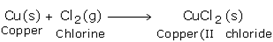 Cu(s) + Cl₂(g) ⟶ CuCl₂ (s)
Copper Chlorine Copper(II chloride